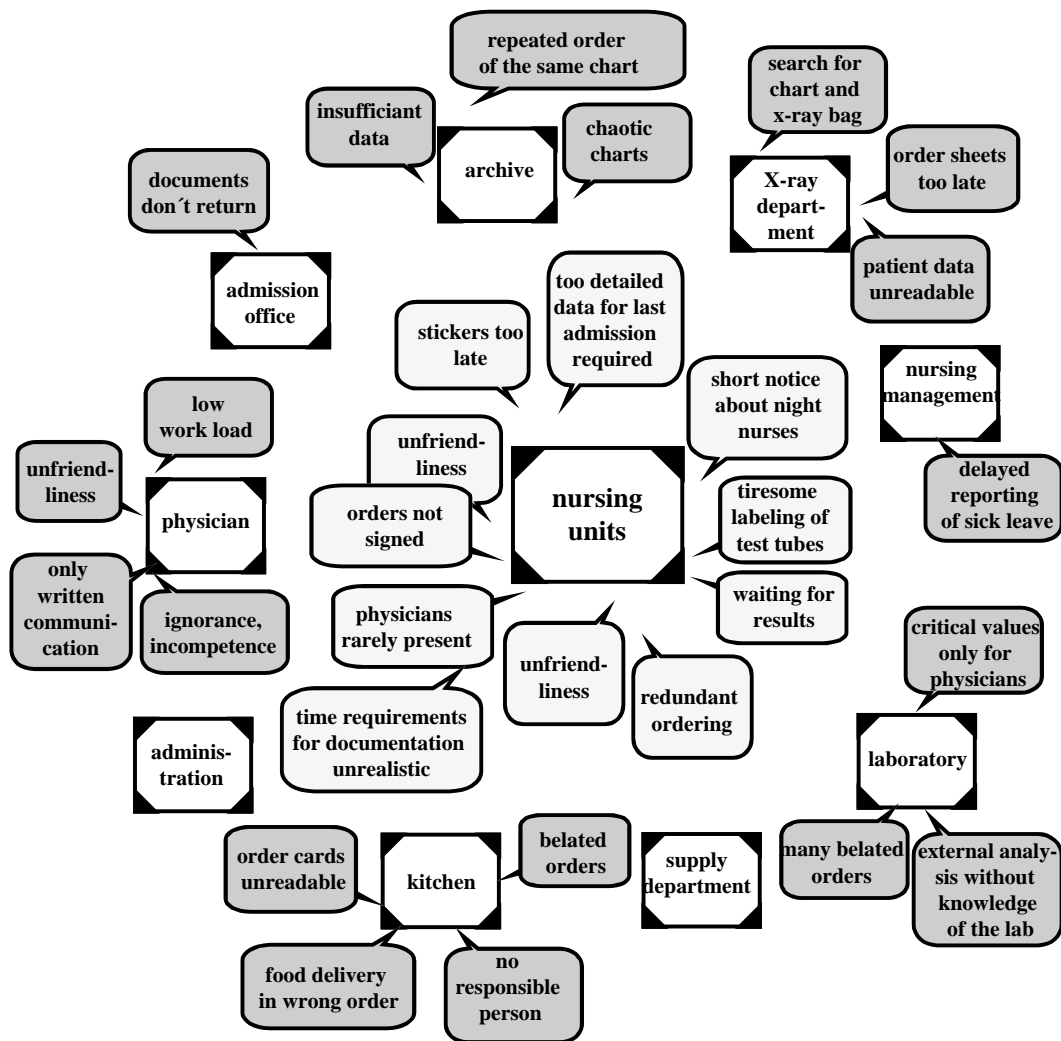 repeated order
of the same chart
search for
chart and
x-ray bag
insufficiant
data
chaotic
charts
archive
order sheets
too late
X-ray
depart-
ment
documents
don´t return
patient data
unreadable
admission
office
too detailed
data for last
admission
required
stickers too
late
nursing
management
short notice
about night
nurses
low
work load
unfriend-
liness
unfriend-
liness
delayed
reporting
of sick leave
physician
nursing
units
tiresome
labeling of
test tubes
orders not
signed
only
written
communi-
cation
ignorance,
incompetence
physicians
rarely present
waiting for
results
unfriend-
liness
redundant
ordering
critical values
only for
physicians
time requirements
for documentation
unrealistic
adminis-
tration
laboratory
order cards
unreadable
kitchen
belated
orders
supply
department
many belated
orders
external analy-
sis without
knowledge
of the lab
food delivery
in wrong order
no
responsible
person